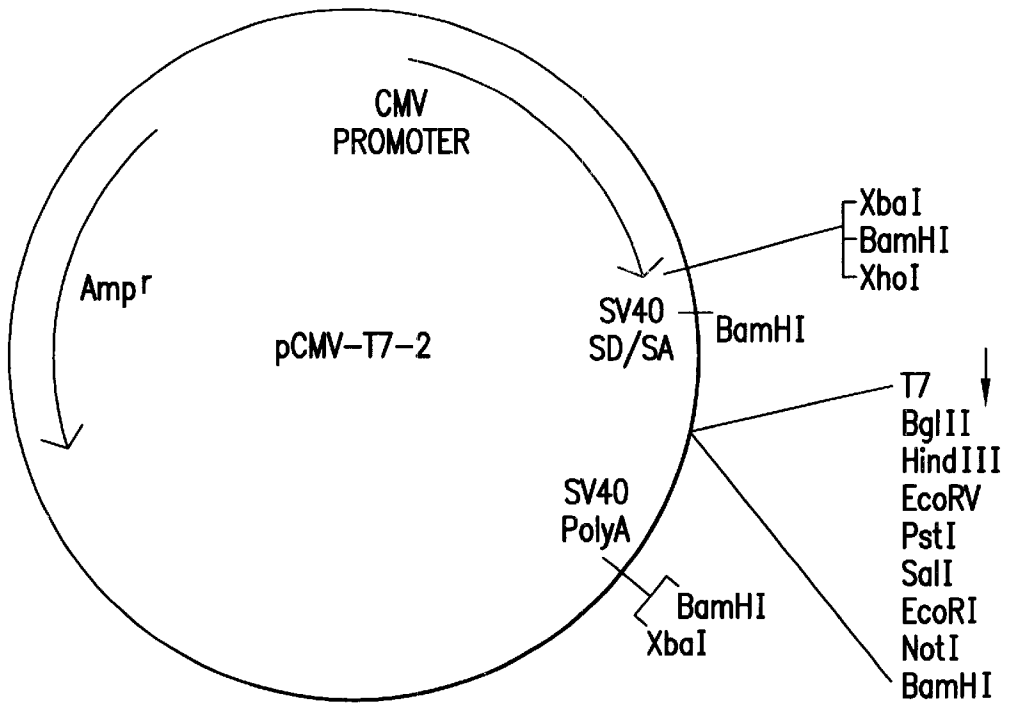 CMV
PROMOTER
XbaI
BamHI
XhoI
Ampr
SV40
SD/SA
BamHI
pCMV-T7-2
T7
BglII
HindIII
EcoRV
PstI
SalI
EcoRI
NotI
BamHI
SV40
PolyA
BamHI
XbaI